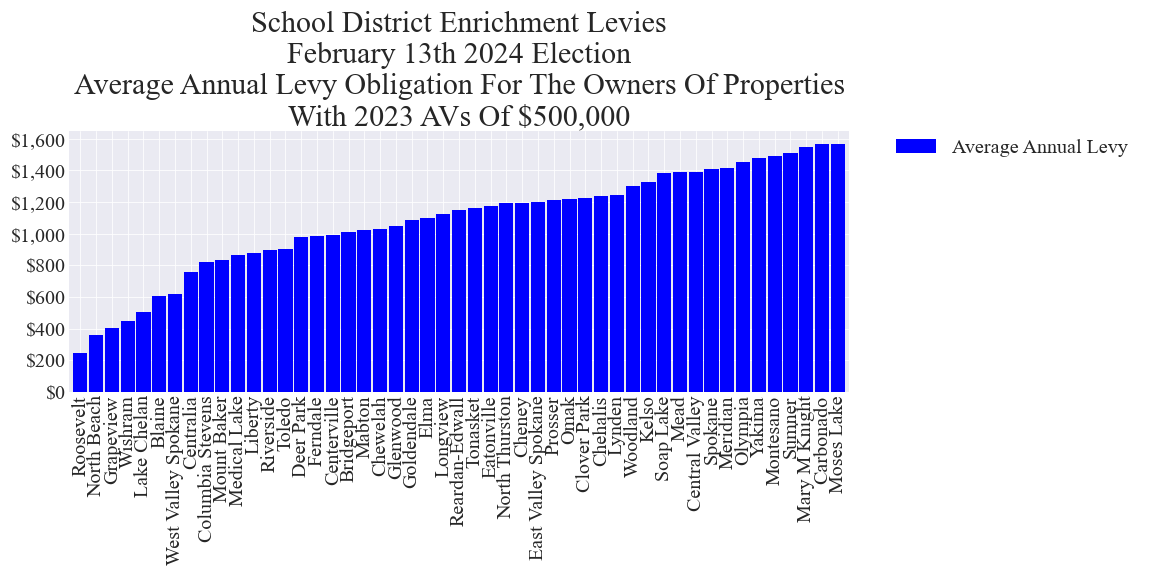 School District Enrichment Levies
February 13th 2024 Election
Average Annual Levy Obligation For The Owners Of Properties
With 2023 AVs Of $500,000
Average Annual Levy
$1,600
$1,400
$1,200
$1,000
$800
$600
$400
$200
$0
Roosevelt
North Beach
Grapeview
Wishram
Lake Chelan
Blaine
West Valley Spokane
Centralia
Columbia Stevens
Mount Baker
Medical Lake
Liberty
Riverside
Toledo
Deer Park
Ferndale
Centerville
Bridgeport
Mabton
Chewelah
Glenwood
Goldendale
Elma
Longview
Reardan-Edwall
Tonasket
Eatonville
North Thurston
Cheney
East Valley Spokane
Prosser
Omak
Clover Park
Chehalis
Lynden
Woodland
Kelso
Soap Lake
Mead
Central Valley
Spokane
Meridian
Olympia
Yakima
Montesano
Sumner
Mary M Knight
Carbonado
Moses Lake